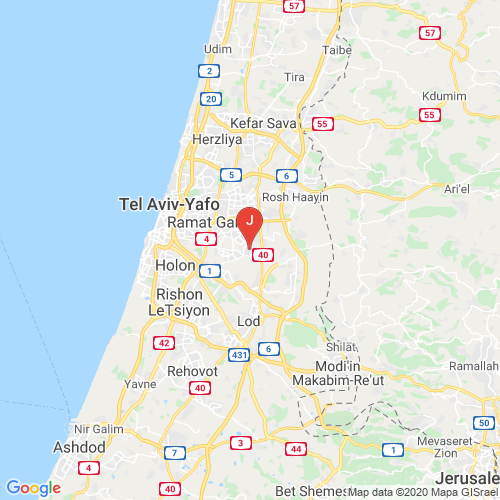 57
Udim
Taibe
57
2
Tira
Kdumim
20
Kefar Sava
55
55
Herzliya
5
6
Ari'el
Rosh Haayin
Tel Aviv-Yafo
Ramat Gan
J
4
40
Holon
1
Rishon
LeTsiyon
Lod
42
6
Shilat
431
Modi'in
Makabim-Re'ut
Ramallah
Rehovot
Yavne
40
50
Nir Galim
3
Mevaseret
Zion
Ashdod
7
44
1
4
Jerusale
Bet Shemes
Google
Map data ©2020 Mapa GISrael